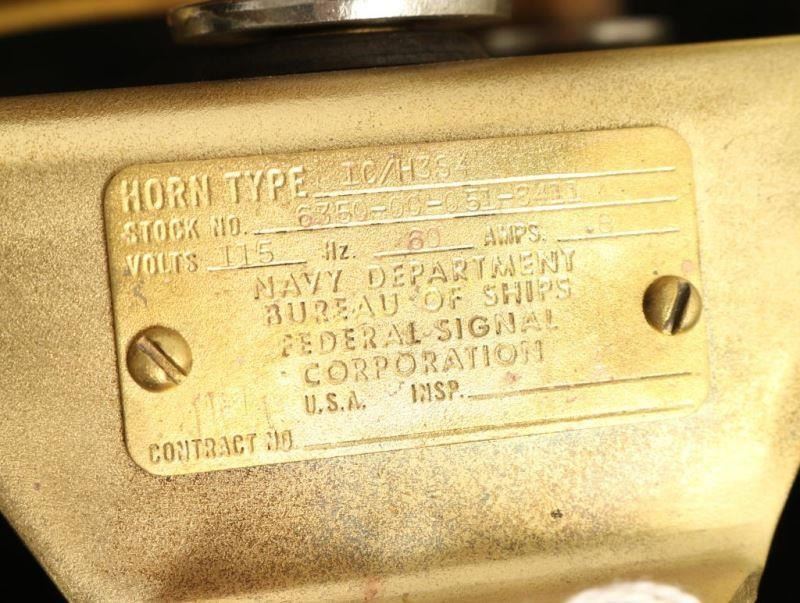 HORN TYPE IC/H3S4
STOCK NO. 6350-00-051-3411
VOLTS 115 Hz. 60 AMPS. .6
NAVY DEPARTMENT
BUREAU OF SHIPS
FEDERAL SIGNAL
CORPORATION
U.S.A. INSP.
CONTRACT NO